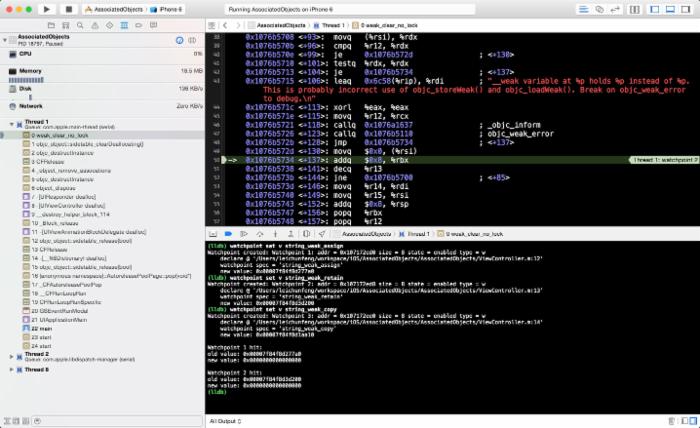 AssociatedObjects
iPhone 6
Running AssociatedObjects on iPhone 6
AssociatedObjects
PID 18797, Paused
CPU 0%
Memory 18.5 MB
Disk KB/s
Network Zero KB/s
Thread 1
Queue: com.apple.main-thread (serial)
0 weak_clear_no_lock
1 objc_object::sidetable_clearDeallocating()
2 objc_destructInstance
3 CFRelease
4 _object_remove_assocations
5 objc_destructInstance
6 object_dispose
7 -[UIResponder dealloc]
8 -[UIViewController dealloc]
9 __destroy_helper_block_114
10 _Block_release
11 -[UIViewAnimationBlockDelegate dealloc]
12 objc_object::sidetable_release(bool)
13 CFRelease
14 -[__NSDictionaryI dealloc]
15 objc_object::sidetable_release(bool)
16 (anonymous namespace)::AutoreleasePoolPage::pop(void*)
17 _CFAutoreleasePoolPop
18 __CFRunLoopRun
19 CFRunLoopRunSpecific
20 GSEventRunModal
21 UIApplicationMain
22 main
23 start
24 start
Thread 2
Queue: com.apple.libdispatch-manager (serial)
Thread 8
AssociatedObjects
Thread 1
0 weak_clear_no_lock
38 0x1076b5708 <+93>: movq (%rsi), %rdx
39 0x1076b570b <+96>: cmpq %r12, %rdx
40 0x1076b570e <+99>: je 0x1076b572d ; <+130>
41 0x1076b5710 <+101>: testq %rdx, %rdx
42 0x1076b5713 <+104>: je 0x1076b5734 ; <+137>
43 0x1076b5715 <+106>: leaq 0x6c58(%rip), %rdi ; "__weak variable at %p holds %p instead of %p.
This is probably incorrect use of objc_storeWeak() and objc_loadWeak(). Break on objc_weak_error
to debug.\n"
44 0x1076b571c <+113>: xorl %eax, %eax
45 0x1076b571e <+115>: movq %r12, %rcx
46 0x1076b5721 <+118>: callq 0x1076a1637 ; _objc_inform
47 0x1076b5726 <+123>: callq 0x1076b5110 ; objc_weak_error
48 0x1076b572b <+128>: jmp 0x1076b5734 ; <+137>
49 0x1076b572d <+130>: movq $0x0, (%rsi)
50 -> 0x1076b5734 <+137>: addq $0x8, %rbx
Thread 1: watchpoint 2
51 0x1076b5738 <+141>: decq %r13
52 0x1076b573b <+144>: jne 0x1076b5700 ; <+85>
53 0x1076b573d <+146>: movq %r14, %rdi
54 0x1076b5740 <+149>: movq %r15, %rsi
55 0x1076b5743 <+152>: addq $0x8, %rsp
56 0x1076b5747 <+156>: popq %rbx
57 0x1076b5748 <+157>: popq %r12
AssociatedObjects
Thread 1
0 weak_clear_no_lock
(lldb) watchpoint set v string_weak_assign
Watchpoint created: Watchpoint 1: addr = 0x107172cd0 size = 8 state = enabled type = w
declare @ '/Users/leichunfeng/workspace/iOS/AssociatedObjects/AssociatedObjects/ViewController.m:12'
watchpoint spec = 'string_weak_assign'
new value: 0x00007f84f8d277a0
(lldb) watchpoint set v string_weak_retain
Watchpoint created: Watchpoint 2: addr = 0x107172cd8 size = 8 state = enabled type = w
declare @ '/Users/leichunfeng/workspace/iOS/AssociatedObjects/AssociatedObjects/ViewController.m:13'
watchpoint spec = 'string_weak_retain'
new value: 0x00007f84f8d3d200
(lldb) watchpoint set v string_weak_copy
Watchpoint created: Watchpoint 3: addr = 0x107172ce0 size = 8 state = enabled type = w
declare @ '/Users/leichunfeng/workspace/iOS/AssociatedObjects/AssociatedObjects/ViewController.m:14'
watchpoint spec = 'string_weak_copy'
Watchpoint 1 hit:
old value: 0x00007f84f8d277a0
new value: 0x0000000000000000
Watchpoint 2 hit:
old value: 0x00007f84f8d3d200
new value: 0x0000000000000000
(lldb)
All Output